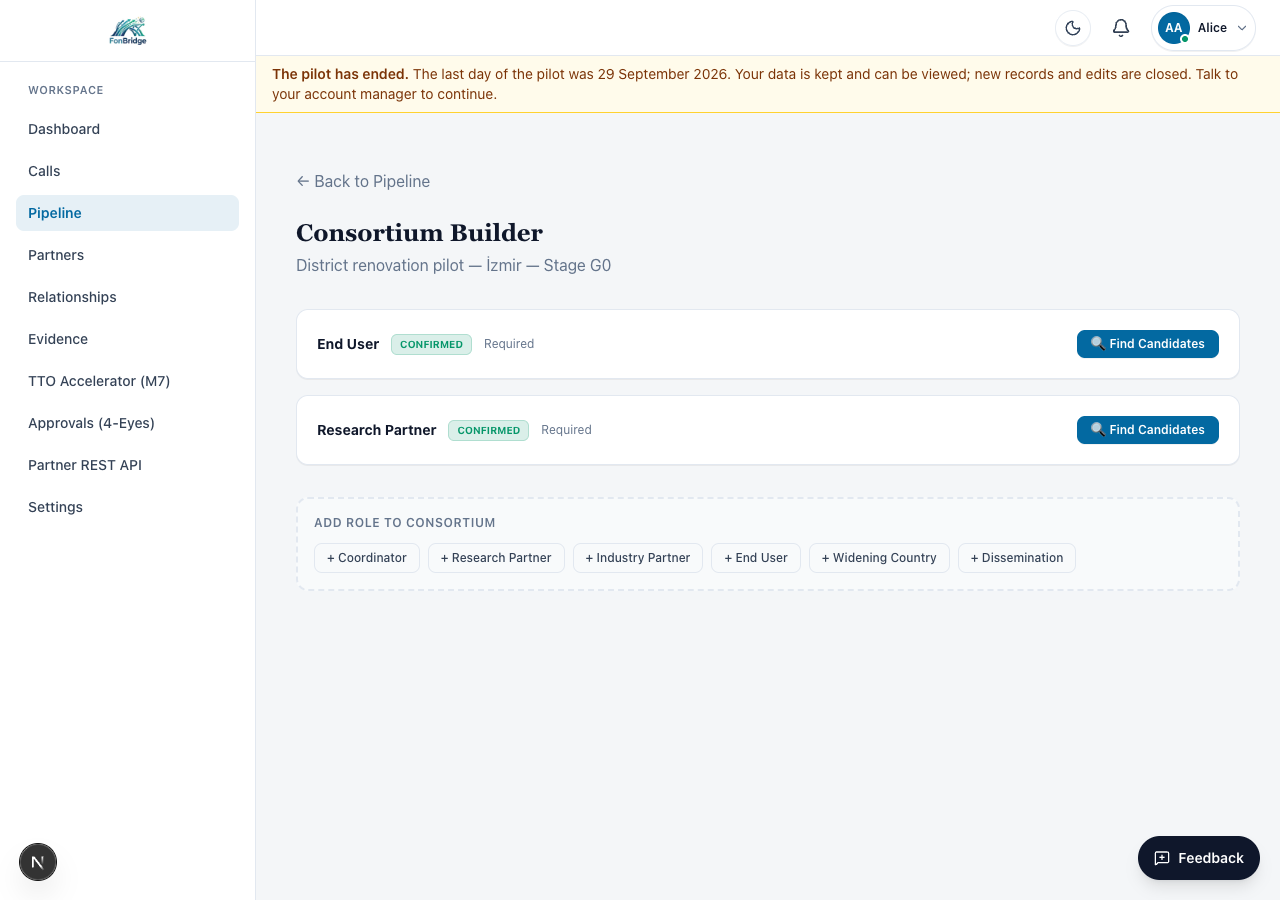 FonBridge
AA
Alice
The pilot has ended. The last day of the pilot was 29 September 2026. Your data is kept and can be viewed; new records and edits are closed. Talk to
your account manager to continue.
WORKSPACE
Dashboard
Calls
Pipeline
Partners
Relationships
Evidence
TTO Accelerator (M7)
Approvals (4-Eyes)
Partner REST API
Settings
← Back to Pipeline
Consortium Builder
District renovation pilot — İzmir — Stage G0
End User CONFIRMED Required 🔍 Find Candidates
Research Partner CONFIRMED Required 🔍 Find Candidates
ADD ROLE TO CONSORTIUM
+ Coordinator + Research Partner + Industry Partner + End User + Widening Country + Dissemination
N
Feedback